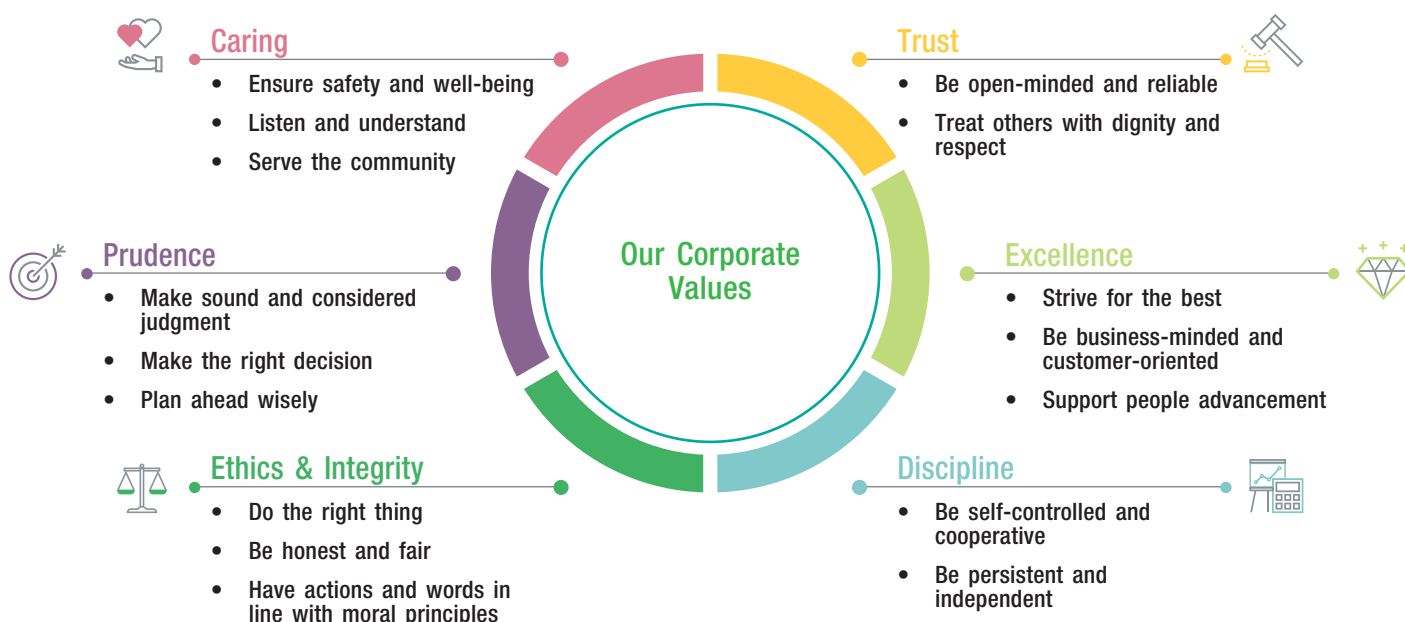 Caring
• Ensure safety and well-being
• Listen and understand
• Serve the community
Trust
• Be open-minded and reliable
• Treat others with dignity and
respect
Prudence
• Make sound and considered
judgment
• Make the right decision
• Plan ahead wisely
Our Corporate
Values
Excellence
• Strive for the best
• Be business-minded and
customer-oriented
• Support people advancement
Ethics & Integrity
• Do the right thing
• Be honest and fair
• Have actions and words in
line with moral principles
Discipline
• Be self-controlled and
cooperative
• Be persistent and
independent